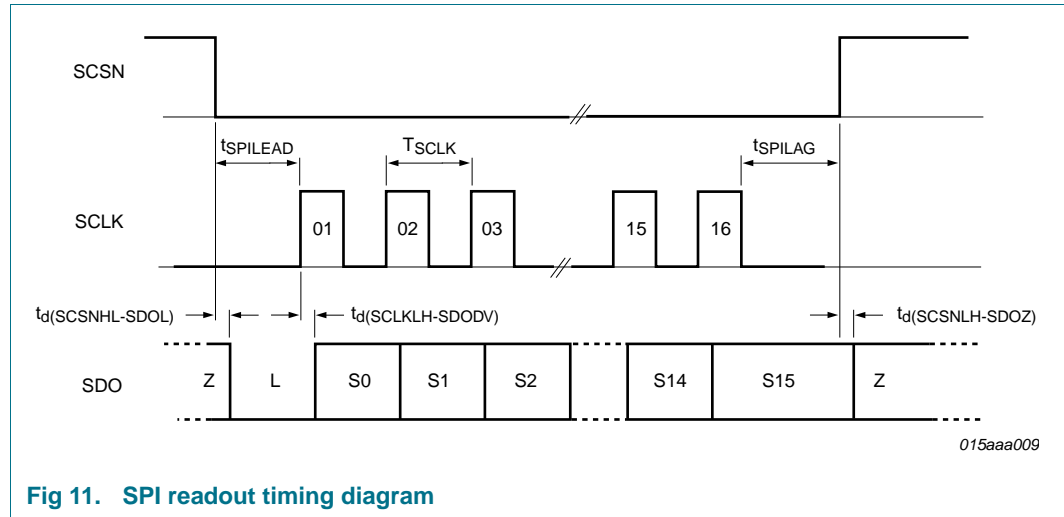 SCSN
tSPILEAD TSCLK tSPILAG
SCLK 01 02 03 15 16
td(SCSNHL-SDOL) td(SCLKLH-SDODV) td(SCSNLH-SDOZ)
SDO Z L S0 S1 S2 S14 S15 Z
015aaa009
Fig 11. SPI readout timing diagram